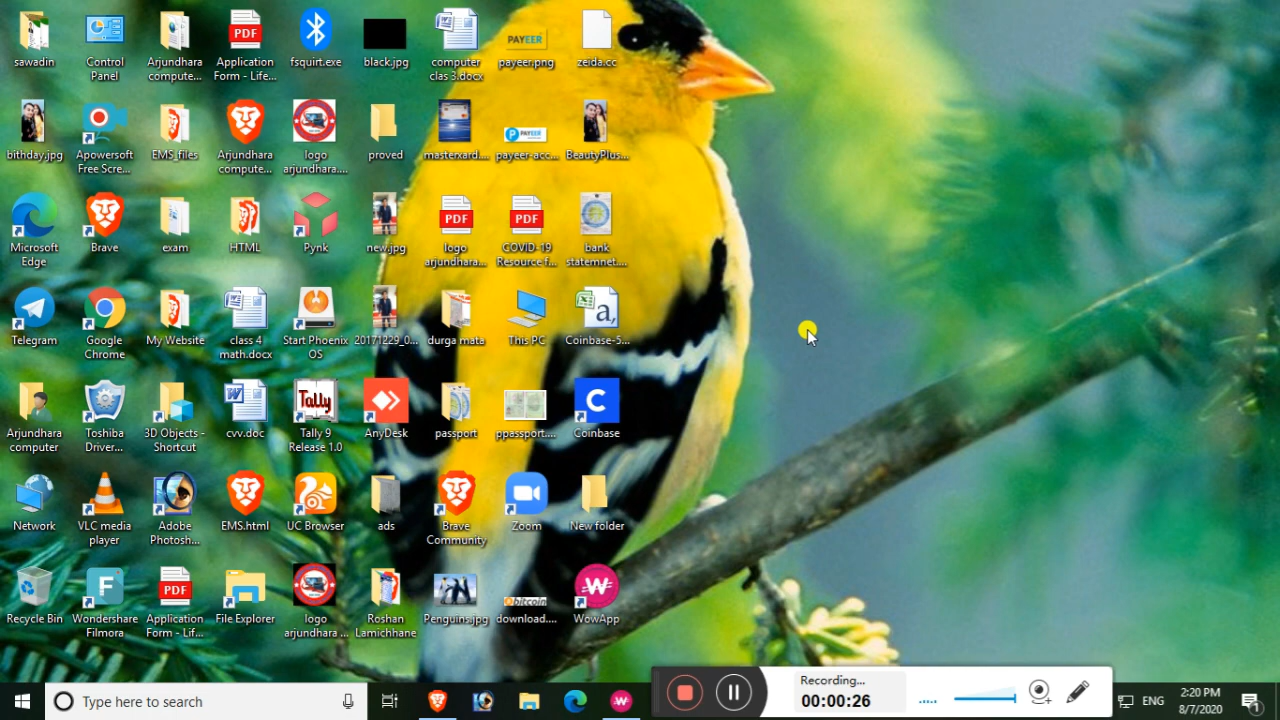 sawadin
Control
Panel
Arjundhara
compute...
PDF
Application
Form - Life...
fsquirt.exe
black.jpg
computer
clas 3.docx
PAYEER
payeer.png
zeida.cc
bithday.jpg
Apowersoft
Free Scre...
EMS_files
Arjundhara
compute...
logo
arjundhara....
proved
masterxard....
PAYEER
payeer-acc...
BeautyPlus...
Microsoft
Edge
Brave
exam
HTML
Pynk
new.jpg
PDF
logo
arjundhara...
PDF
COVID-19
Resource f...
bank
statemnet....
Telegram
Google
Chrome
My Website
class 4
math.docx
Start Phoenix
OS
20171229_0...
durga mata
This PC
a,
Coinbase-5...
Arjundhara
computer
Toshiba
Driver...
3D Objects -
Shortcut
W
cvv.doc
Tally
Tally 9
Release 1.0
AnyDesk
passport
ppassport....
C
Coinbase
Network
VLC media
player
Adobe
Photosh...
EMS.html
UC Browser
ads
Brave
Community
Zoom
New folder
Recycle Bin
F
Wondershare
Filmora
PDF
Application
Form - Lif...
File Explorer
logo
arjundhara ...
Roshan
Lamichhane
Penguins.jpg
bitcoin
download....
W
WowApp
Type here to search
Recording...
00:00:26
ENG
2:20 PM
8/7/2020
1